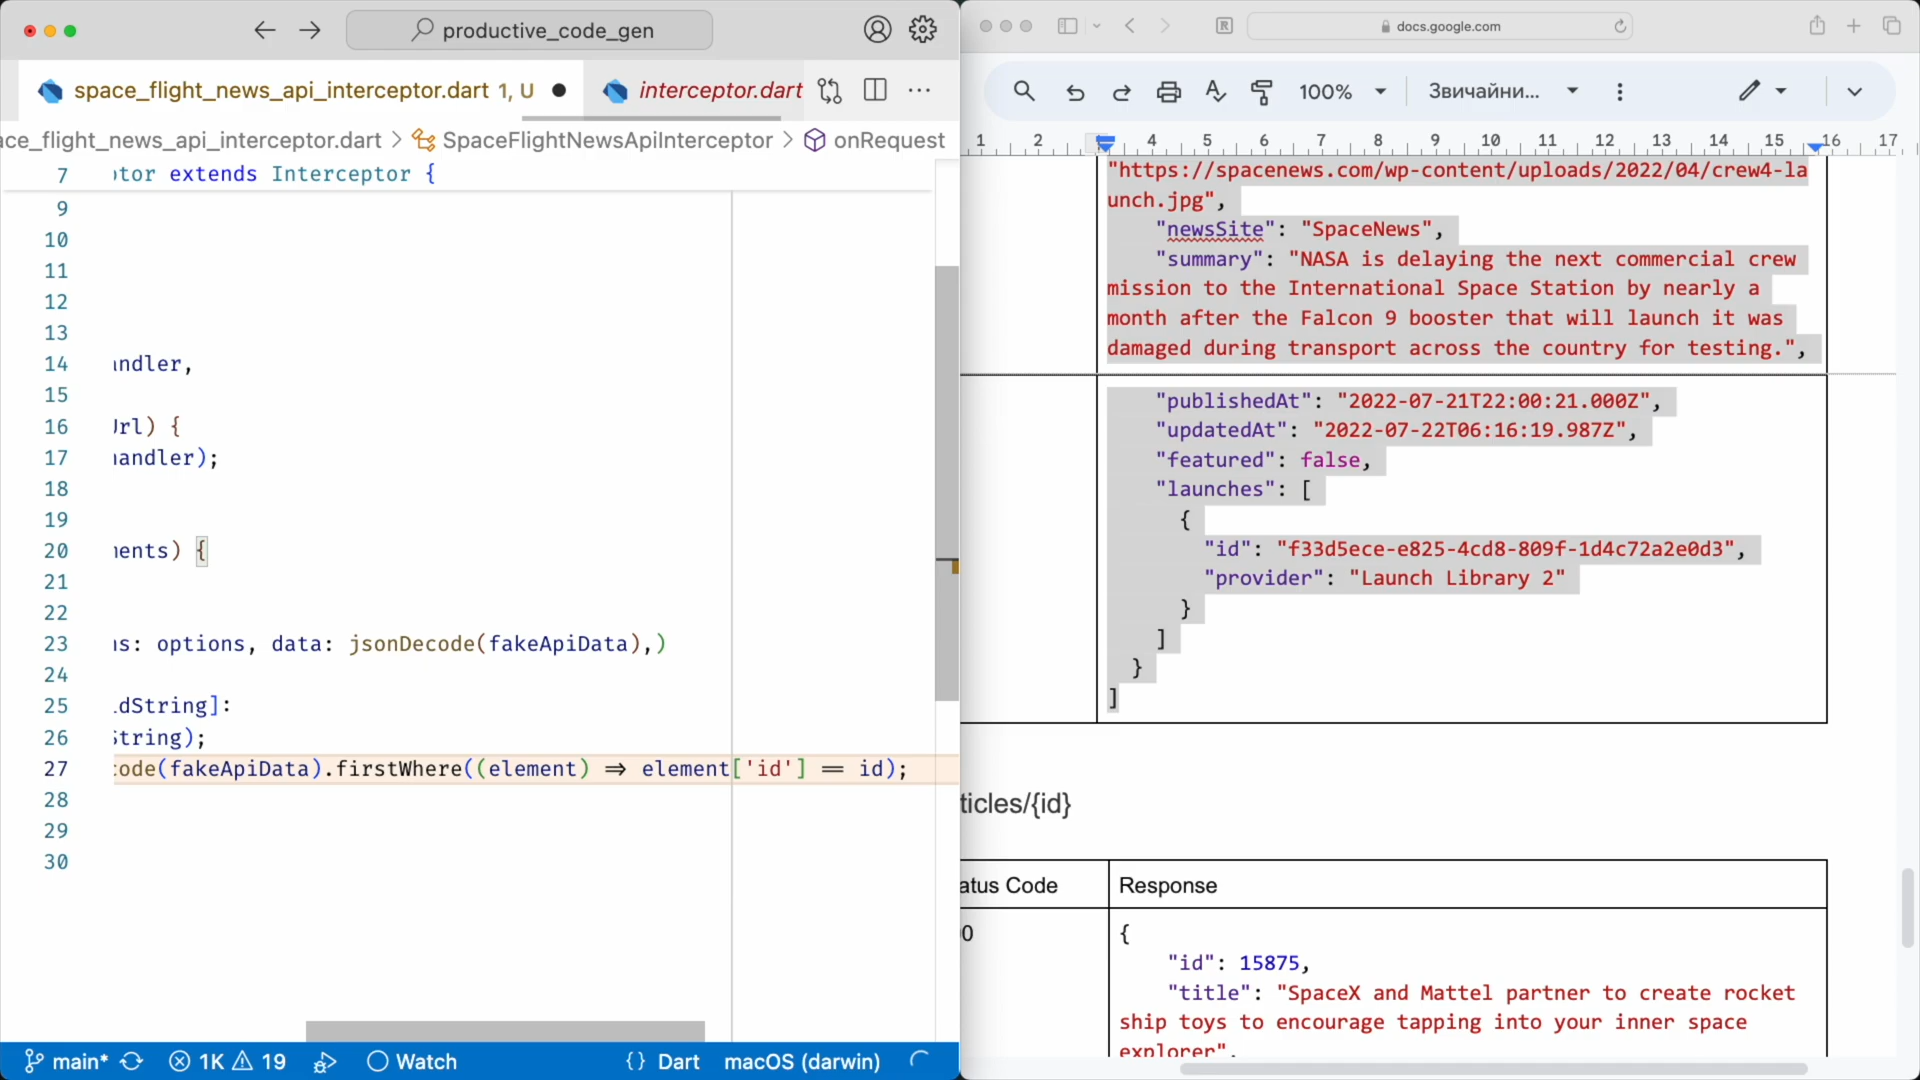 productive_code_gen
space_flight_news_api_interceptor.dart 1, U
interceptor.dart
ce_flight_news_api_interceptor.dart > SpaceFlightNewsApiInterceptor > onRequest
7 tor extends Interceptor {
9
10
11
12
13
14 andler,
15
16 Url) {
17 handler);
18
19
20 ments) {
21
22
23 ns: options, data: jsonDecode(fakeApiData),)
24
25 idString]:
26 String);
27 code(fakeApiData).firstWhere((element) => element['id'] == id);
28
29
30
main* 1K 19 Watch {} Dart macOS (darwin)
docs.google.com
100% Звичайни...
1 2 3 4 5 6 7 8 9 10 11 12 13 14 15 16 17
"https://spacenews.com/wp-content/uploads/2022/04/crew4-la
unch.jpg",
"newsSite": "SpaceNews",
"summary": "NASA is delaying the next commercial crew
mission to the International Space Station by nearly a
month after the Falcon 9 booster that will launch it was
damaged during transport across the country for testing.",
"publishedAt": "2022-07-21T22:00:21.000Z",
"updatedAt": "2022-07-22T06:16:19.987Z",
"featured": false,
"launches": [
{
"id": "f33d5ece-e825-4cd8-809f-1d4c72a2e0d3",
"provider": "Launch Library 2"
}
]
}
]
ticles/{id}
atus Code Response
0 {
"id": 15875,
"title": "SpaceX and Mattel partner to create rocket
ship toys to encourage tapping into your inner space
explorer",